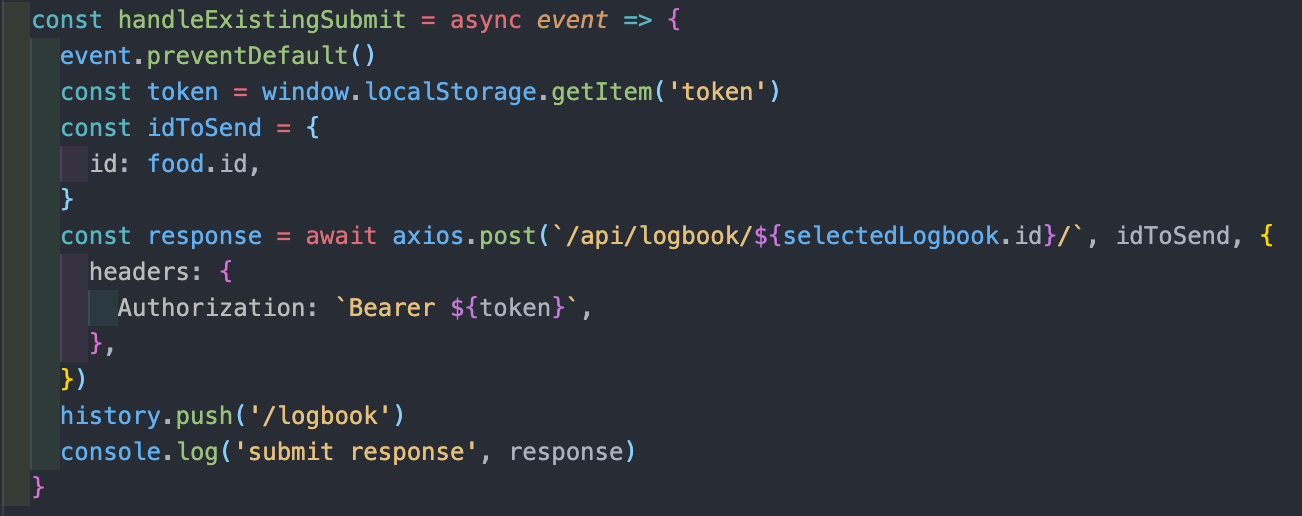 const handleExistingSubmit = async event => {
  event.preventDefault()
  const token = window.localStorage.getItem('token')
  const idToSend = {
    id: food.id,
  }
  const response = await axios.post(`/api/logbook/${selectedLogbook.id}/`, idToSend, {
    headers: {
      Authorization: `Bearer ${token}`,
    },
  })
  history.push('/logbook')
  console.log('submit response', response)
}